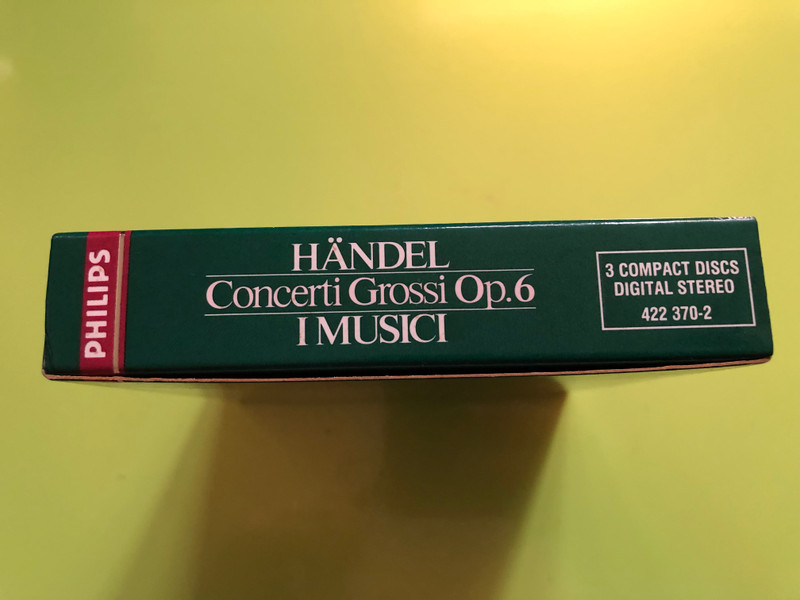 PHILIPS
HÄNDEL
Concerti Grossi Op.6
I MUSICI
3 COMPACT DISCS
DIGITAL STEREO
422 370-2